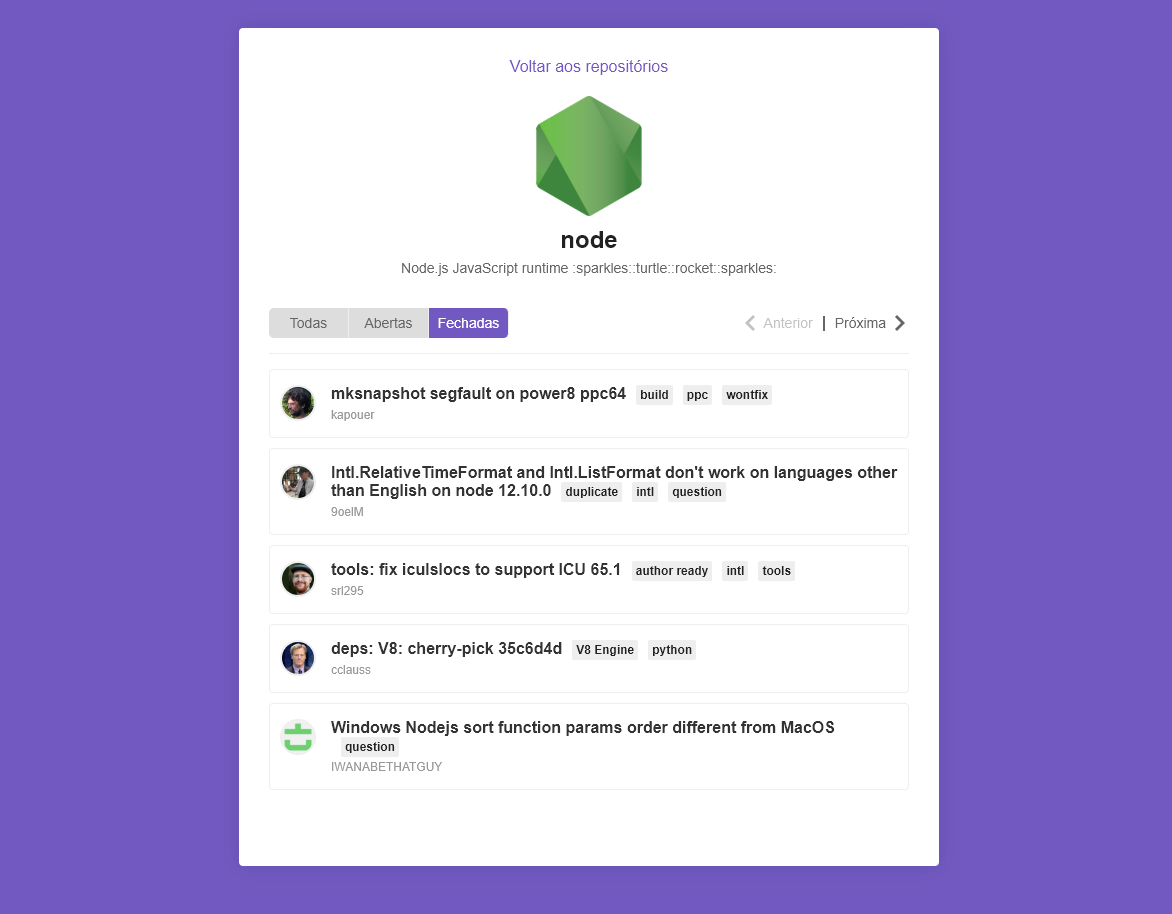 Voltar aos repositórios
node
Node.js JavaScript runtime :sparkles::turtle::rocket::sparkles:
Todas Abertas Fechadas Anterior | Próxima
mksnapshot segfault on power8 ppc64 build ppc wontfix
kapouer
Intl.RelativeTimeFormat and Intl.ListFormat don't work on languages other
than English on node 12.10.0 duplicate intl question
9oelM
tools: fix iculslocs to support ICU 65.1 author ready intl tools
srl295
deps: V8: cherry-pick 35c6d4d V8 Engine python
cclauss
Windows Nodejs sort function params order different from MacOS
question
IWANABETHATGUY